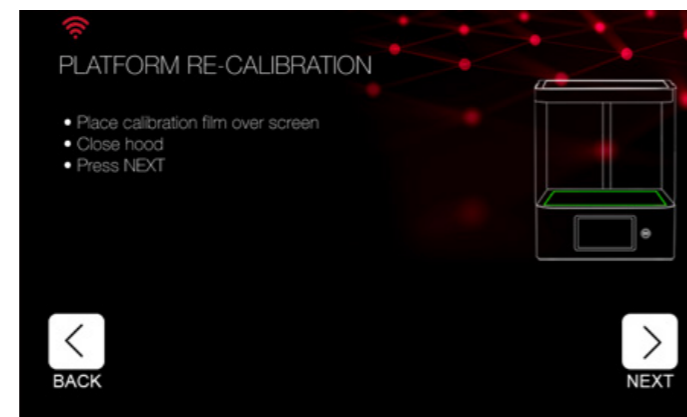 PLATFORM RE-CALIBRATION
• Place calibration film over screen
• Close hood
• Press NEXT
BACK
NEXT